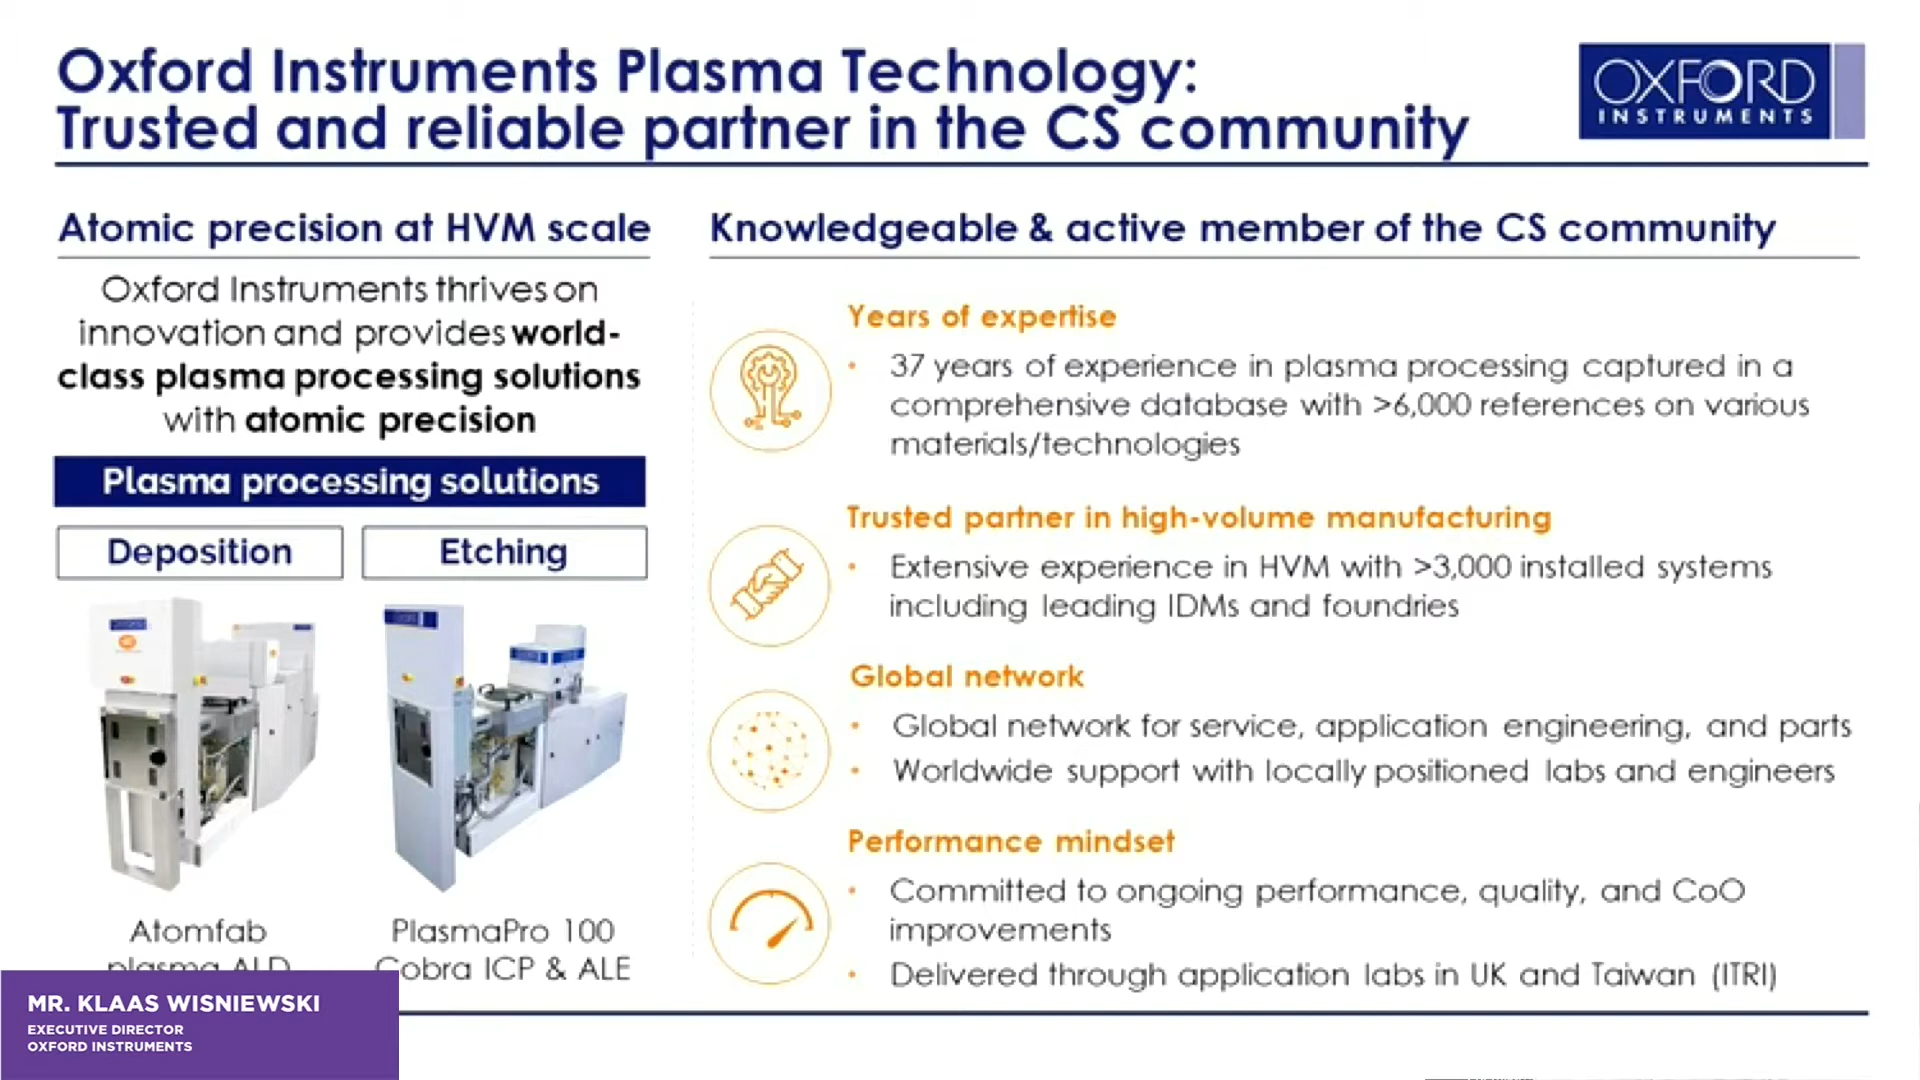 Oxford Instruments Plasma Technology:
Trusted and reliable partner in the CS community
OXFORD
INSTRUMENTS
Atomic precision at HVM scale
Oxford Instruments thrives on
innovation and provides world-
class plasma processing solutions
with atomic precision
Plasma processing solutions
Deposition
Etching
Atomfab
plasma ALD
PlasmaPro 100
Cobra ICP & ALE
Knowledgeable & active member of the CS community
Years of expertise
• 37 years of experience in plasma processing captured in a
comprehensive database with >6,000 references on various
materials/technologies
Trusted partner in high-volume manufacturing
• Extensive experience in HVM with >3,000 installed systems
including leading IDMs and foundries
Global network
• Global network for service, application engineering, and parts
• Worldwide support with locally positioned labs and engineers
Performance mindset
• Committed to ongoing performance, quality, and CoO
improvements
• Delivered through application labs in UK and Taiwan (ITRI)
MR. KLAAS WISNIEWSKI
EXECUTIVE DIRECTOR
OXFORD INSTRUMENTS